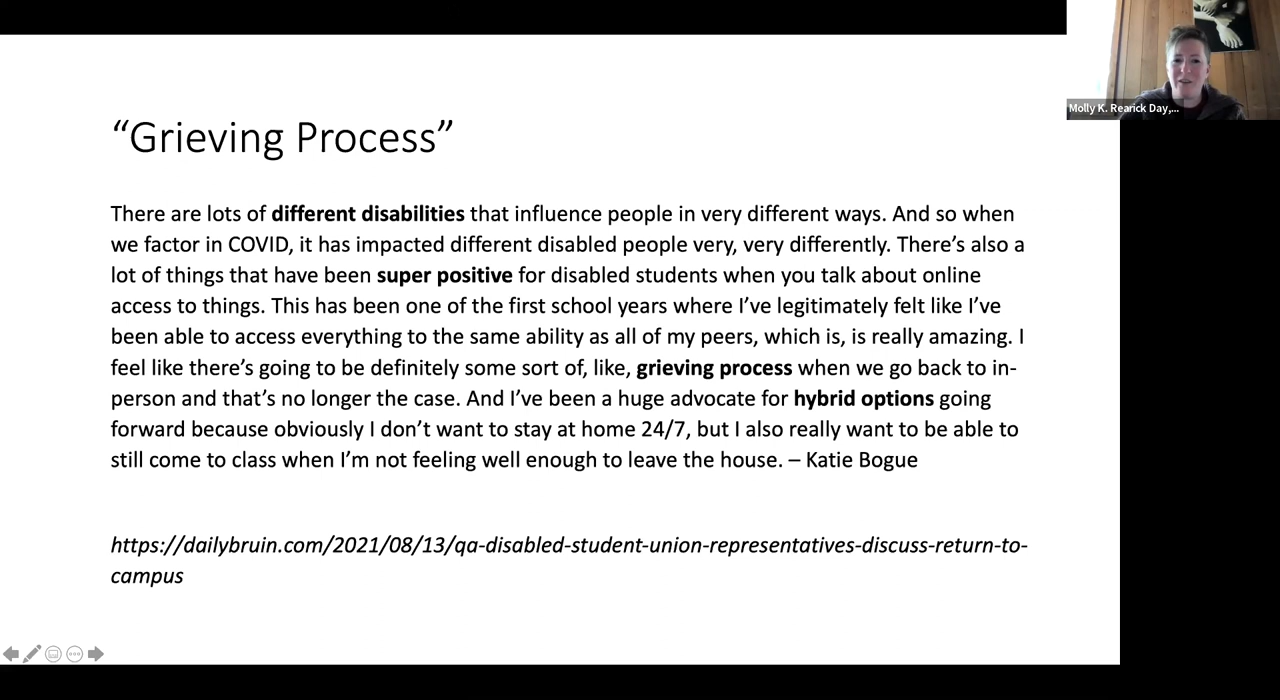 “Grieving Process”
There are lots of different disabilities that influence people in very different ways. And so when
we factor in COVID, it has impacted different disabled people very, very differently. There’s also a
lot of things that have been super positive for disabled students when you talk about online
access to things. This has been one of the first school years where I’ve legitimately felt like I’ve
been able to access everything to the same ability as all of my peers, which is, is really amazing. I
feel like there’s going to be definitely some sort of, like, grieving process when we go back to in-
person and that’s no longer the case. And I’ve been a huge advocate for hybrid options going
forward because obviously I don’t want to stay at home 24/7, but I also really want to be able to
still come to class when I’m not feeling well enough to leave the house. – Katie Bogue
https://dailybruin.com/2021/08/13/qa-disabled-student-union-representatives-discuss-return-to-
campus
Molly K. Rearick Day,...